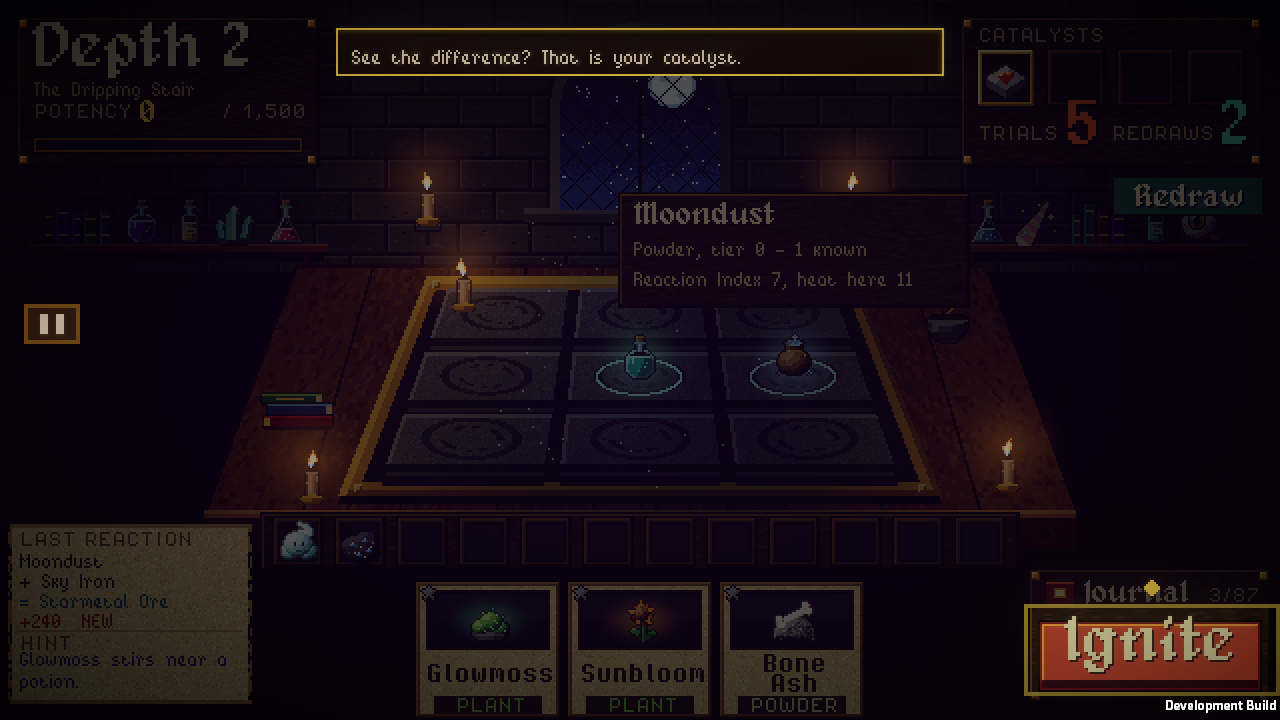 Depth 2
The Dripping Stair
POTENCY 0 / 1,500
See the difference? That is your catalyst.
CATALYSTS
TRIALS 5 REDRAWS 2
Redraw
Moondust
Powder, tier 0 - 1 known
Reaction Index 7, heat here 11
LAST REACTION
Moondust
+ Sky Iron
= Starmetal Ore
+240 NEW
HINT
Glowmoss stirs near a
potion.
Glowmoss
PLANT
Sunbloom
PLANT
Bone
Ash
POWDER
Journal 3/87
Ignite
Development Build